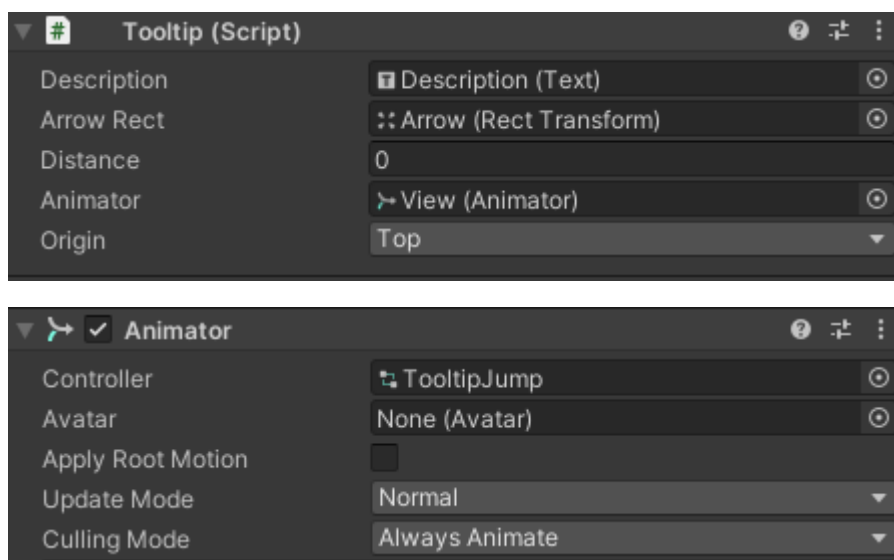 # Tooltip (Script)
Description T Description (Text)
Arrow Rect Arrow (Rect Transform)
Distance 0
Animator View (Animator)
Origin Top
Animator
Controller TooltipJump
Avatar None (Avatar)
Apply Root Motion
Update Mode Normal
Culling Mode Always Animate